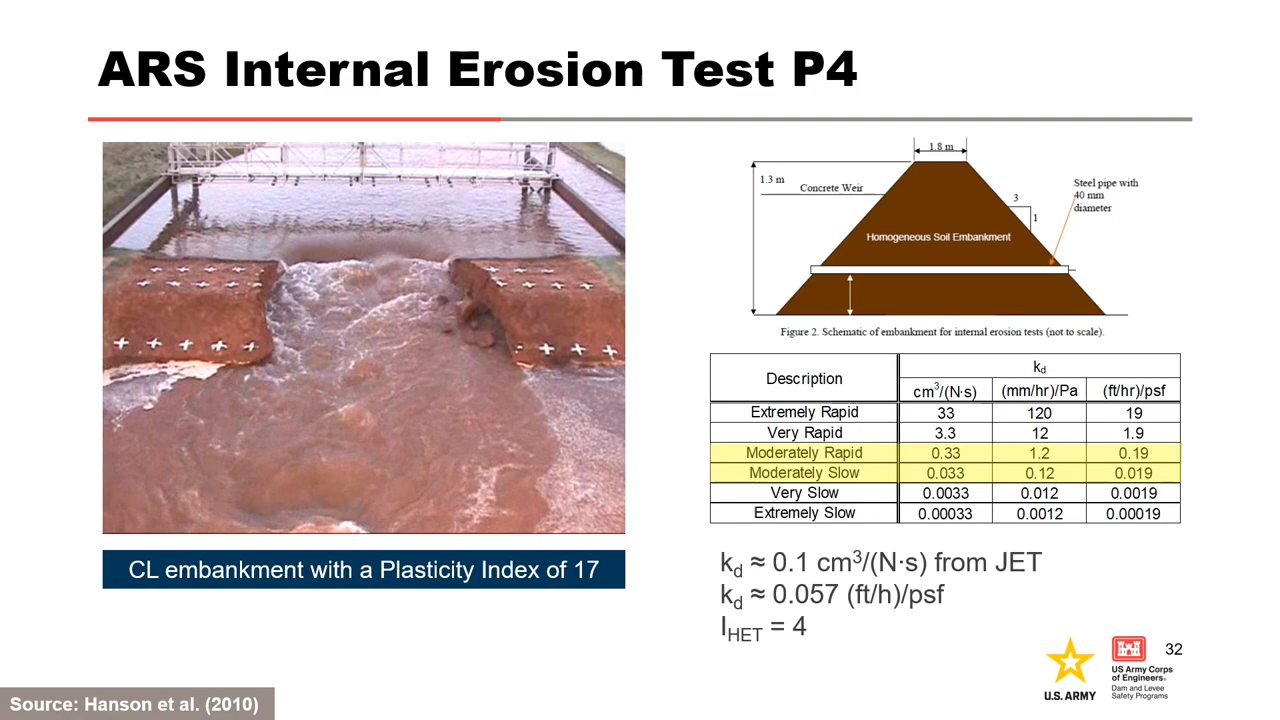 ARS Internal Erosion Test P4
CL embankment with a Plasticity Index of 17
Source: Hanson et al. (2010)
1.8 m
1.3 m
Concrete Weir
3
1
Steel pipe with
40 mm
diameter
Homogeneous Soil Embankment
Figure 2. Schematic of embankment for internal erosion tests (not to scale).
Description kd
cm³/(N·s) (mm/hr)/Pa (ft/hr)/psf
Extremely Rapid 33 120 19
Very Rapid 3.3 12 1.9
Moderately Rapid 0.33 1.2 0.19
Moderately Slow 0.033 0.12 0.019
Very Slow 0.0033 0.012 0.0019
Extremely Slow 0.00033 0.0012 0.00019
kd ≈ 0.1 cm³/(N·s) from JET
kd ≈ 0.057 (ft/h)/psf
IHET = 4
32
U.S. ARMY
US Army Corps
of Engineers®
Dam and Levee
Safety Programs